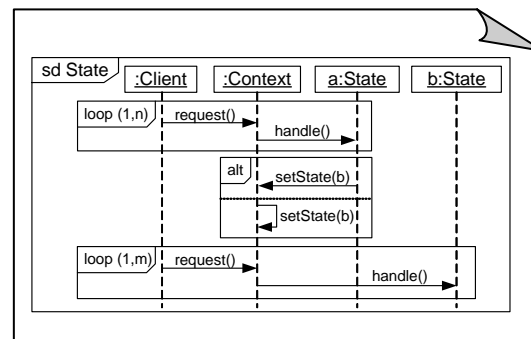 sd State
:Client
:Context
a:State
b:State
loop (1,n)
request()
handle()
alt
setState(b)
setState(b)
loop (1,m)
request()
handle()